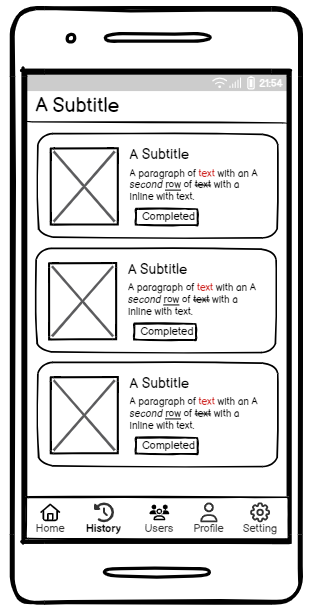 21:54
A Subtitle
A Subtitle
A paragraph of text with an A
second row of text with a
inline with text.
Completed
A Subtitle
A paragraph of text with an A
second row of text with a
inline with text.
Completed
A Subtitle
A paragraph of text with an A
second row of text with a
inline with text.
Completed
Home History Users Profile Setting